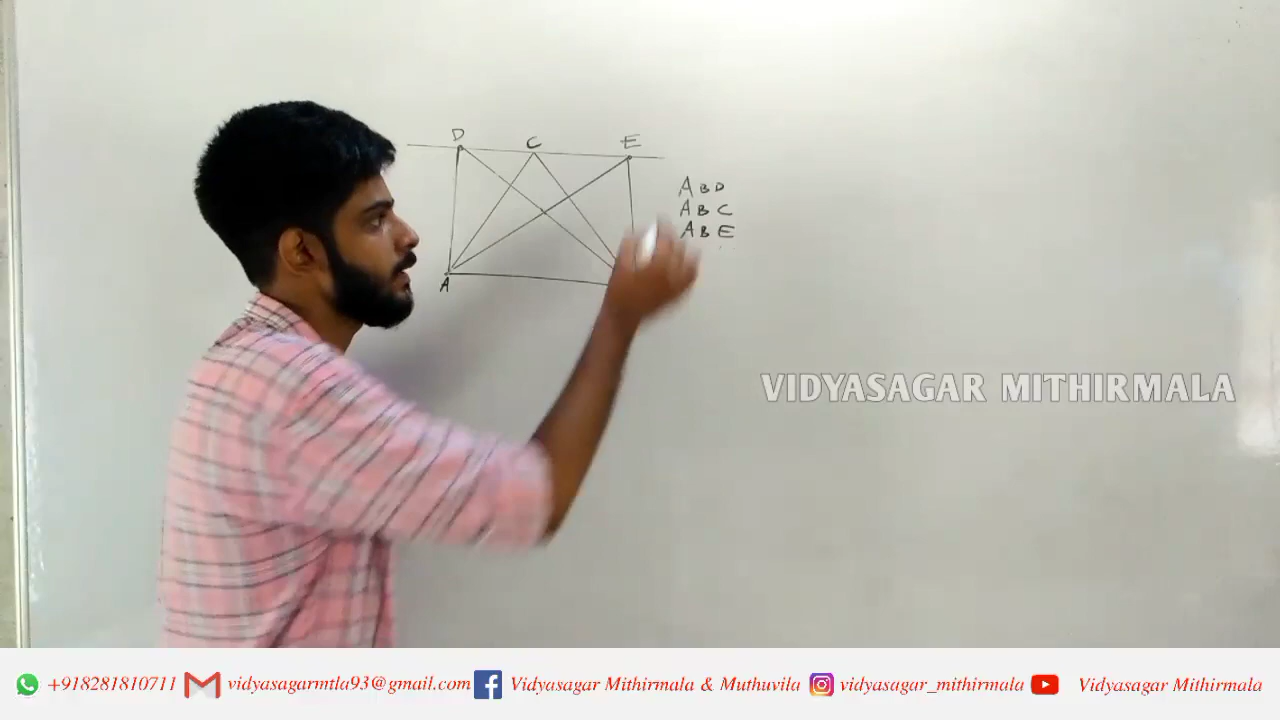 D C E
A B D
A B C
A B E
A
VIDYASAGAR MITHIRMALA
+918281810711 vidyasagarmtla93@gmail.com Vidyasagar Mithirmala & Muthuvila vidyasagar_mithirmala Vidyasagar Mithirmala